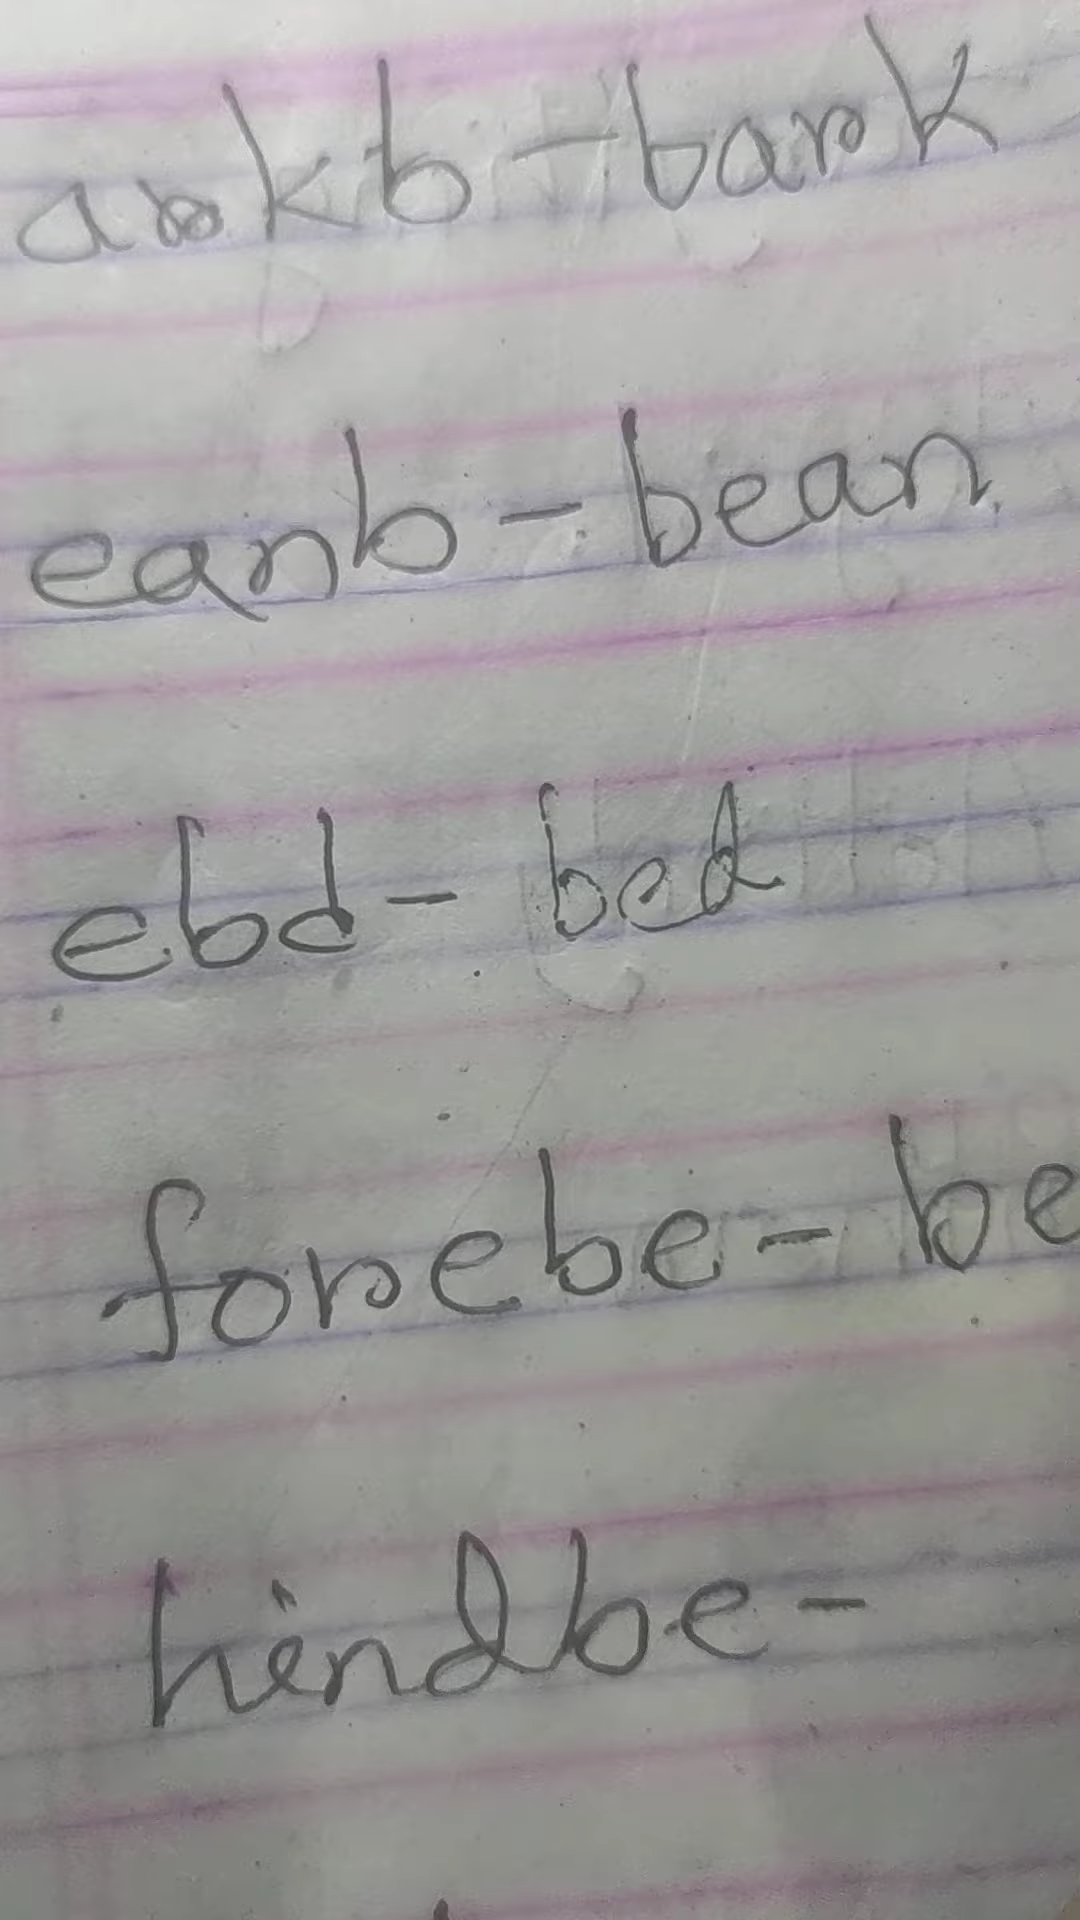 arkb - bark
eanb - bean
ebd - bed
forebe - be
hindbe -